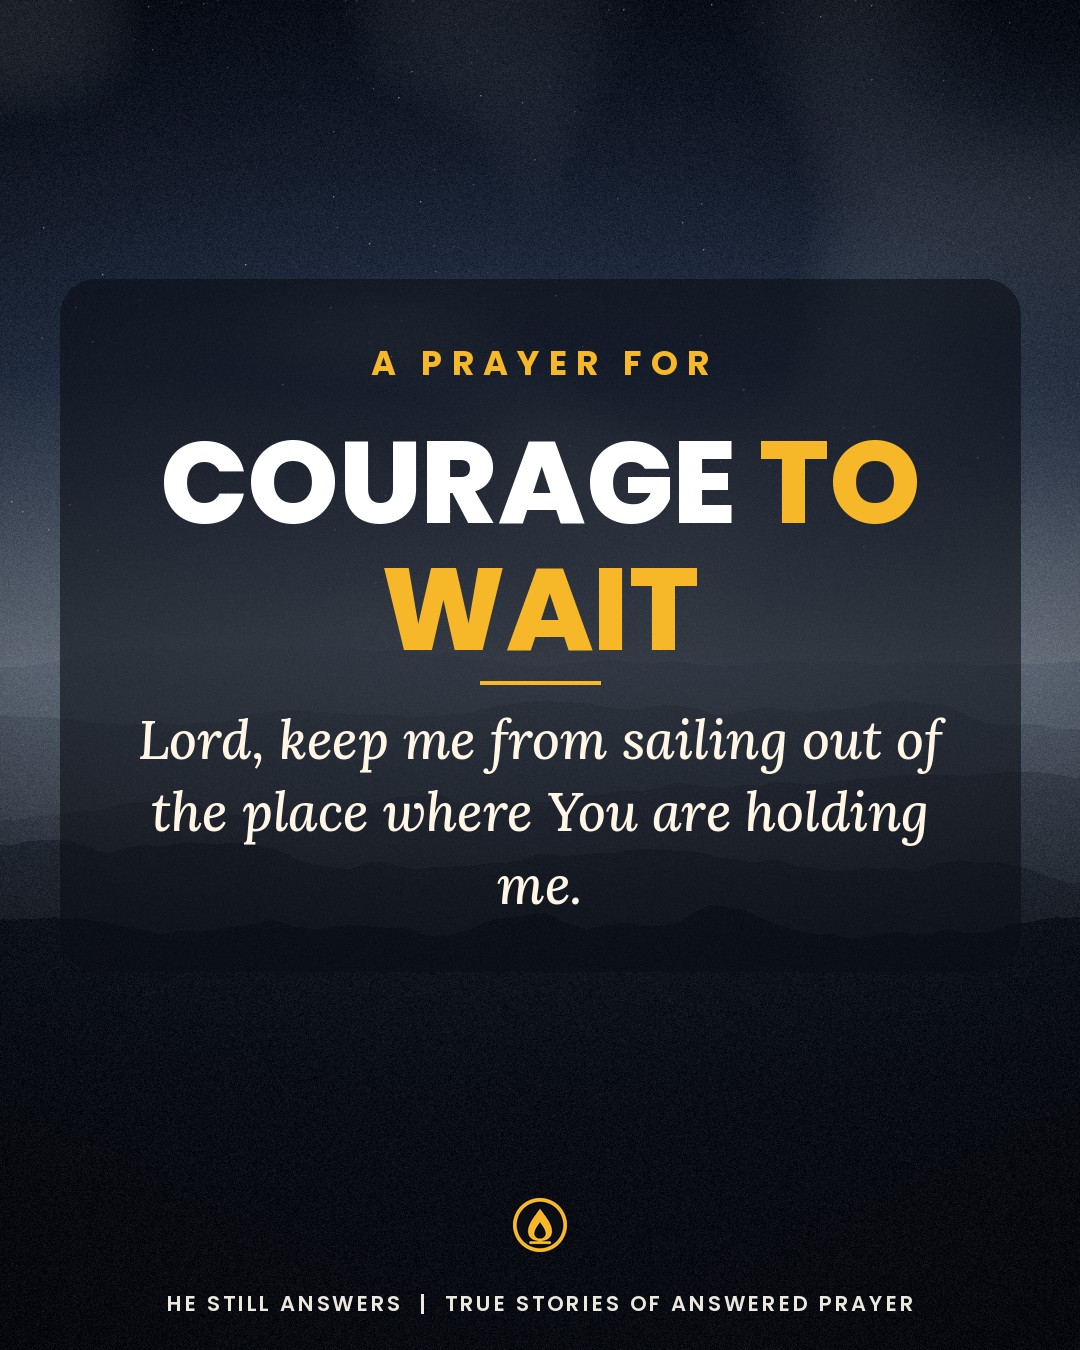 A PRAYER FOR
COURAGE TO
WAIT
Lord, keep me from sailing out of
the place where You are holding
me.
HE STILL ANSWERS | TRUE STORIES OF ANSWERED PRAYER